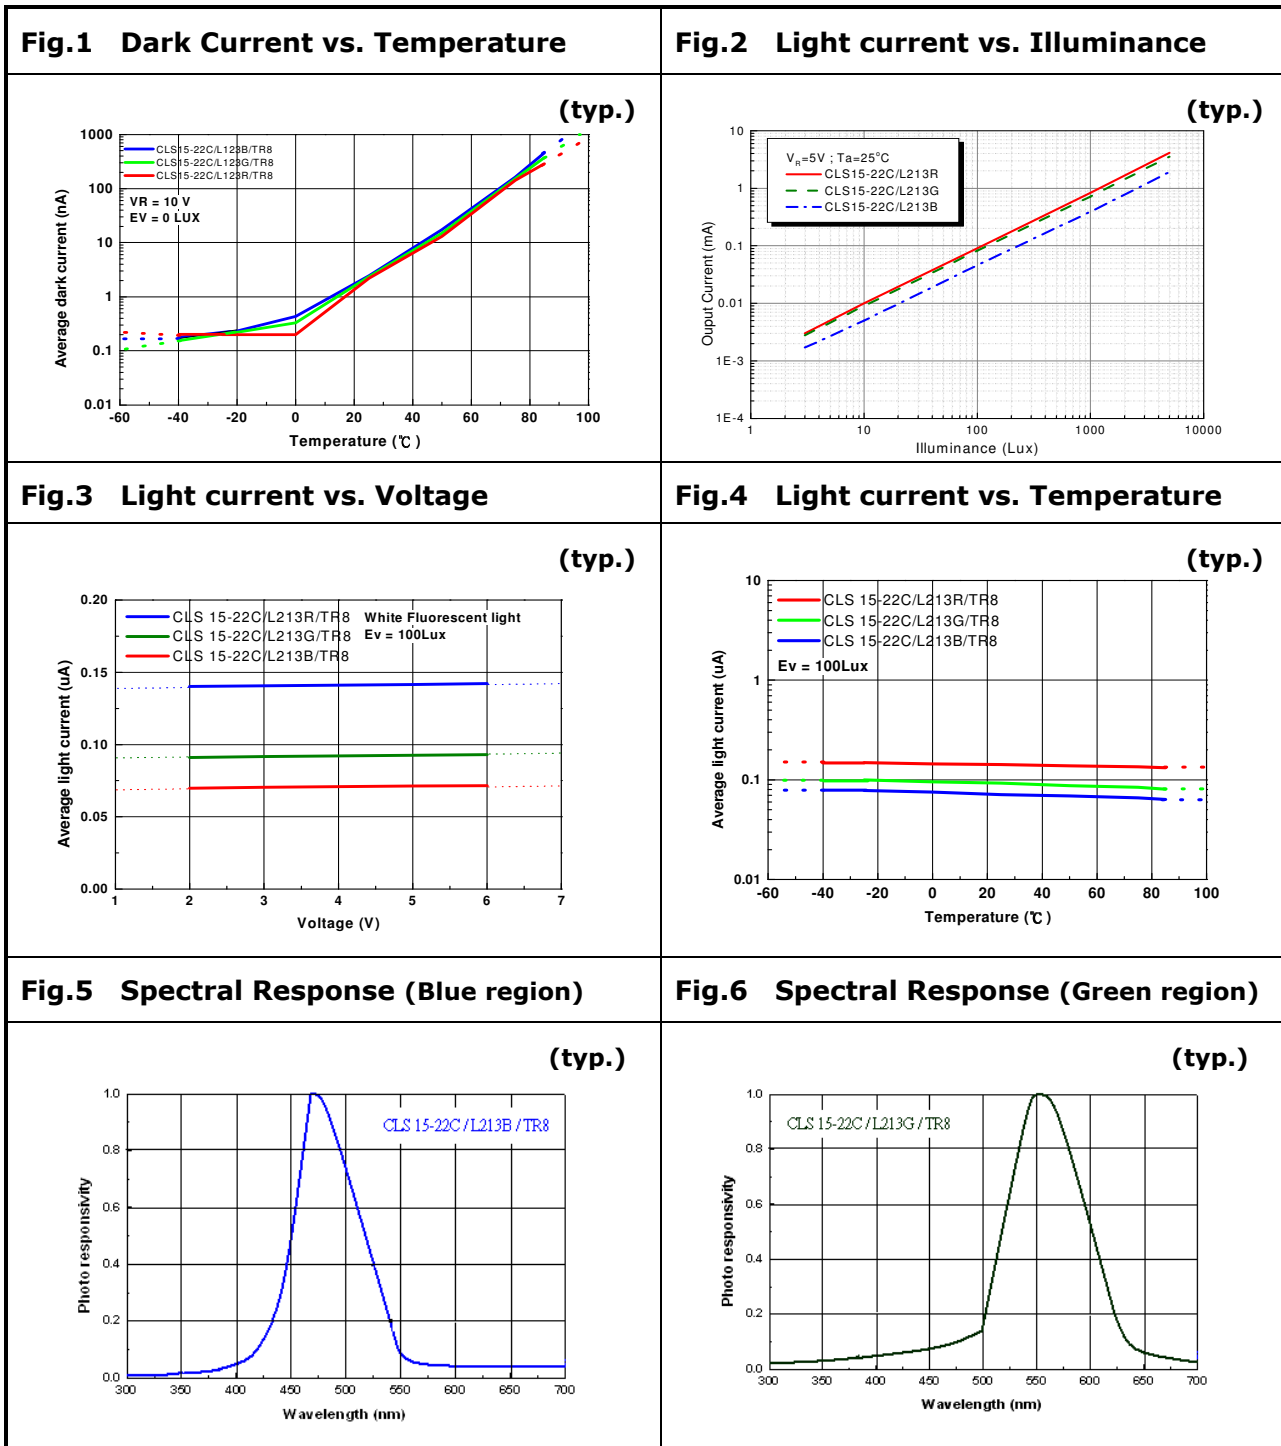 Fig.1 Dark Current vs. Temperature
(typ.)
1000
100
10
1
0.1
0.01
Average dark current (nA)
CLS15-22C/L123B/TR8
CLS15-22C/L123G/TR8
CLS15-22C/L123R/TR8
VR = 10 V
EV = 0 LUX
-60 -40 -20 0 20 40 60 80 100
Temperature (℃)
Fig.2 Light current vs. Illuminance
(typ.)
10
1
0.1
0.01
1E-3
1E-4
Ouput Current (mA)
VR=5V ; Ta=25°C
CLS15-22C/L213R
CLS15-22C/L213G
CLS15-22C/L213B
1 10 100 1000 10000
Illuminance (Lux)
Fig.3 Light current vs. Voltage
(typ.)
0.20
0.15
0.10
0.05
0.00
Average light current (uA)
CLS 15-22C/L213R/TR8
CLS 15-22C/L213G/TR8
CLS 15-22C/L213B/TR8
White Fluorescent light
Ev = 100Lux
1 2 3 4 5 6 7
Voltage (V)
Fig.4 Light current vs. Temperature
(typ.)
10
1
0.1
0.01
Average light current (uA)
CLS 15-22C/L213R/TR8
CLS 15-22C/L213G/TR8
CLS 15-22C/L213B/TR8
Ev = 100Lux
-60 -40 -20 0 20 40 60 80 100
Temperature (℃)
Fig.5 Spectral Response (Blue region)
(typ.)
1.0
0.8
0.6
0.4
0.2
0.0
Photo responsivity
CLS 15-22C / L213B / TR8
300 350 400 450 500 550 600 650 700
Wavelength (nm)
Fig.6 Spectral Response (Green region)
(typ.)
1.0
0.8
0.6
0.4
0.2
0.0
Photo responsivity
CLS 15-22C / L213G / TR8
300 350 400 450 500 550 600 650 700
Wavelength (nm)